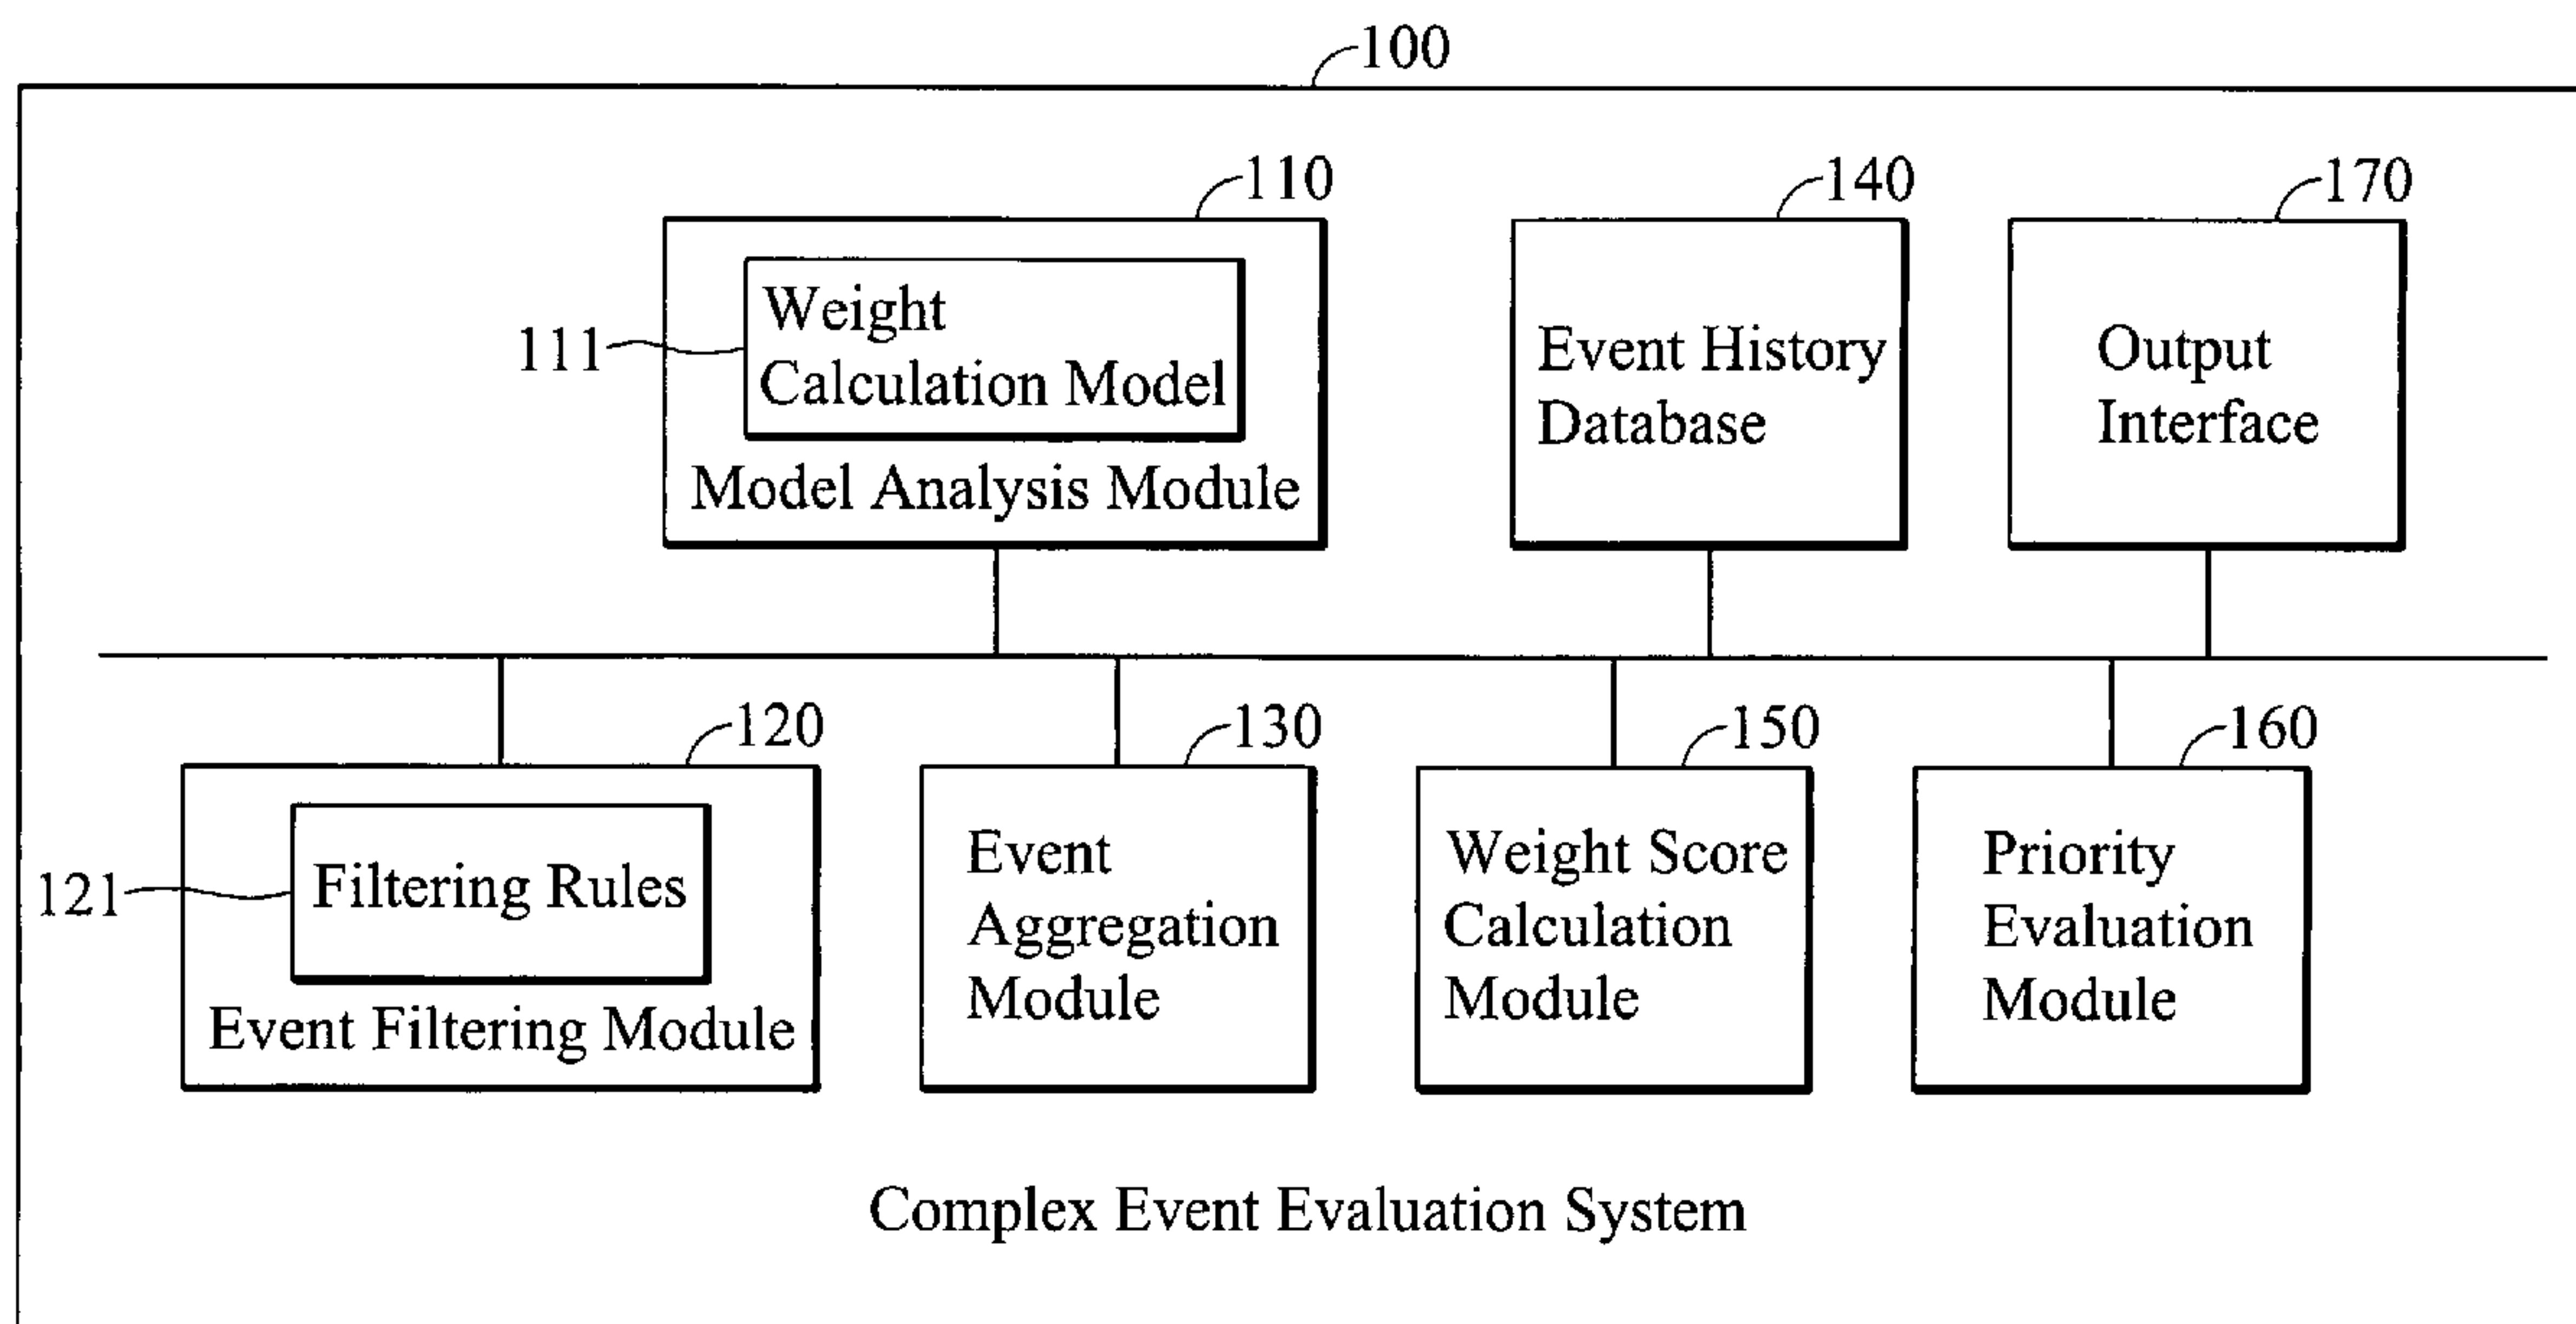 100
110
140
170
111
Weight
Calculation Model
Model Analysis Module
Event History
Database
Output
Interface
120
130
150
160
121
Filtering Rules
Event Filtering Module
Event
Aggregation
Module
Weight Score
Calculation
Module
Priority
Evaluation
Module
Complex Event Evaluation System